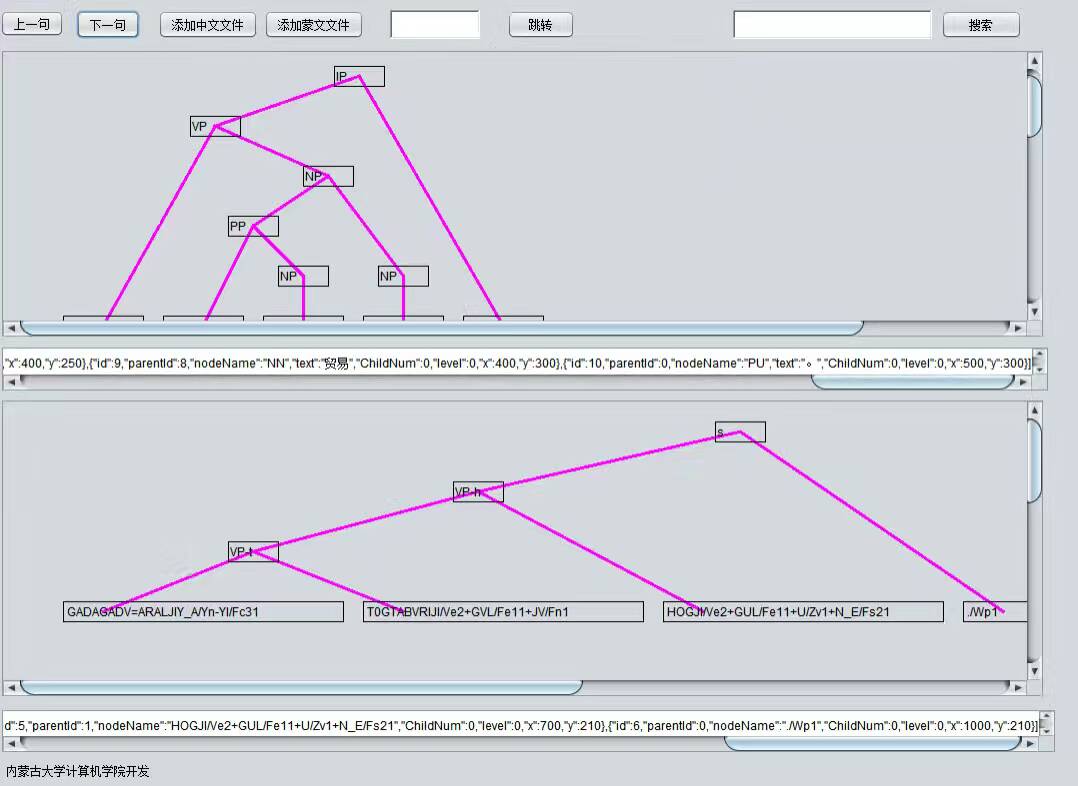 上一句 下一句 添加中文文件 添加蒙文文件 跳转 搜索
IP
VP
NP
PP
NP NP
,"x":400,"y":250},{"id":9,"parentId":8,"nodeName":"NN","text":"贸易","ChildNum":0,"level":0,"x":400,"y":300},{"id":10,"parentId":0,"nodeName":"PU","text":"。","ChildNum":0,"level":0,"x":500,"y":300}]
s
VP-h
VP-t
GADAGADV=ARALJIY_A/Yn-YI/Fc31 T0GTABVRIJI/Ve2+GVL/Fe11+JV/Fn1 HOGJI/Ve2+GUL/Fe11+U/Zv1+N_E/Fs21 ./Wp1
d":5,"parentId":1,"nodeName":"HOGJI/Ve2+GUL/Fe11+U/Zv1+N_E/Fs21","ChildNum":0,"level":0,"x":700,"y":210},{"id":6,"parentId":0,"nodeName":"./Wp1","ChildNum":0,"level":0,"x":1000,"y":210}]
内蒙古大学计算机学院开发